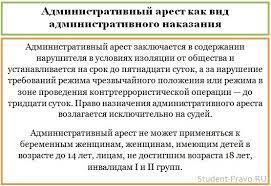 Административный арест как вид
административного наказания
Административный арест заключается в содержании
нарушителя в условиях изоляции от общества и
устанавливается на срок до пятнадцати суток, а за нарушение
требований режима чрезвычайного положения или режима в
зоне проведения контртеррористической операции — до
тридцати суток. Право назначения административного ареста
возлагается исключительно на судей.
Административный арест не может применяться к
беременным женщинам, женщинам, имеющим детей в
возрасте до 14 лет, лицам, не достигшим возраста 18 лет,
инвалидам I и II групп.
Student-Pravo.RU